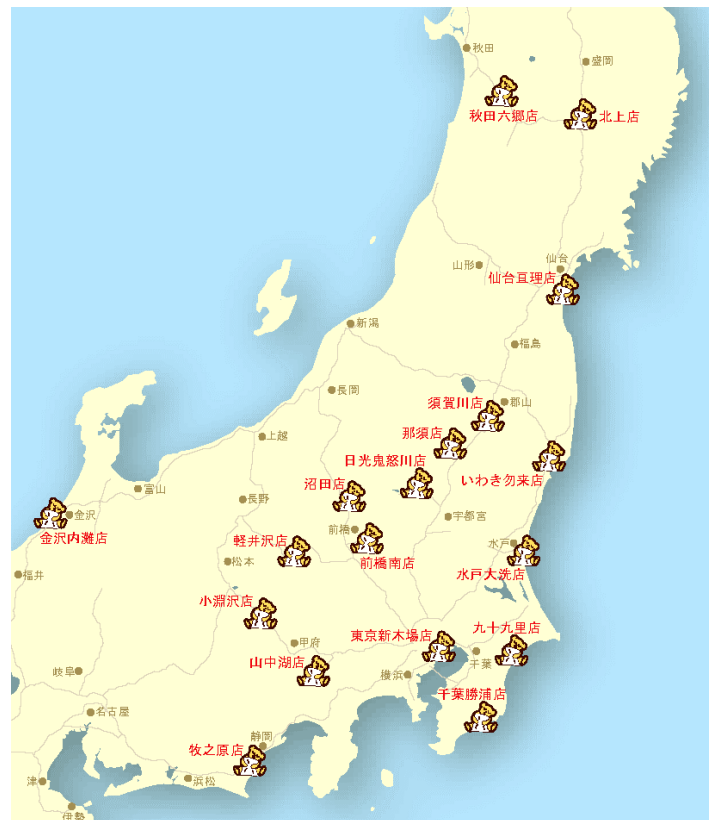 秋田
盛岡
秋田六郷店
北上店
仙台
山形
仙台亘理店
新潟
福島
長岡
須賀川店
郡山
那須店
上越
日光鬼怒川店
いわき勿来店
沼田店
富山
長野
金沢
宇都宮
前橋
金沢内灘店
軽井沢店
水戸
前橋南店
松本
水戸大洗店
福井
小淵沢店
九十九里店
東京新木場店
甲府
山中湖店
千葉
岐阜
横浜
千葉勝浦店
名古屋
静岡
牧之原店
津
浜松
伊勢